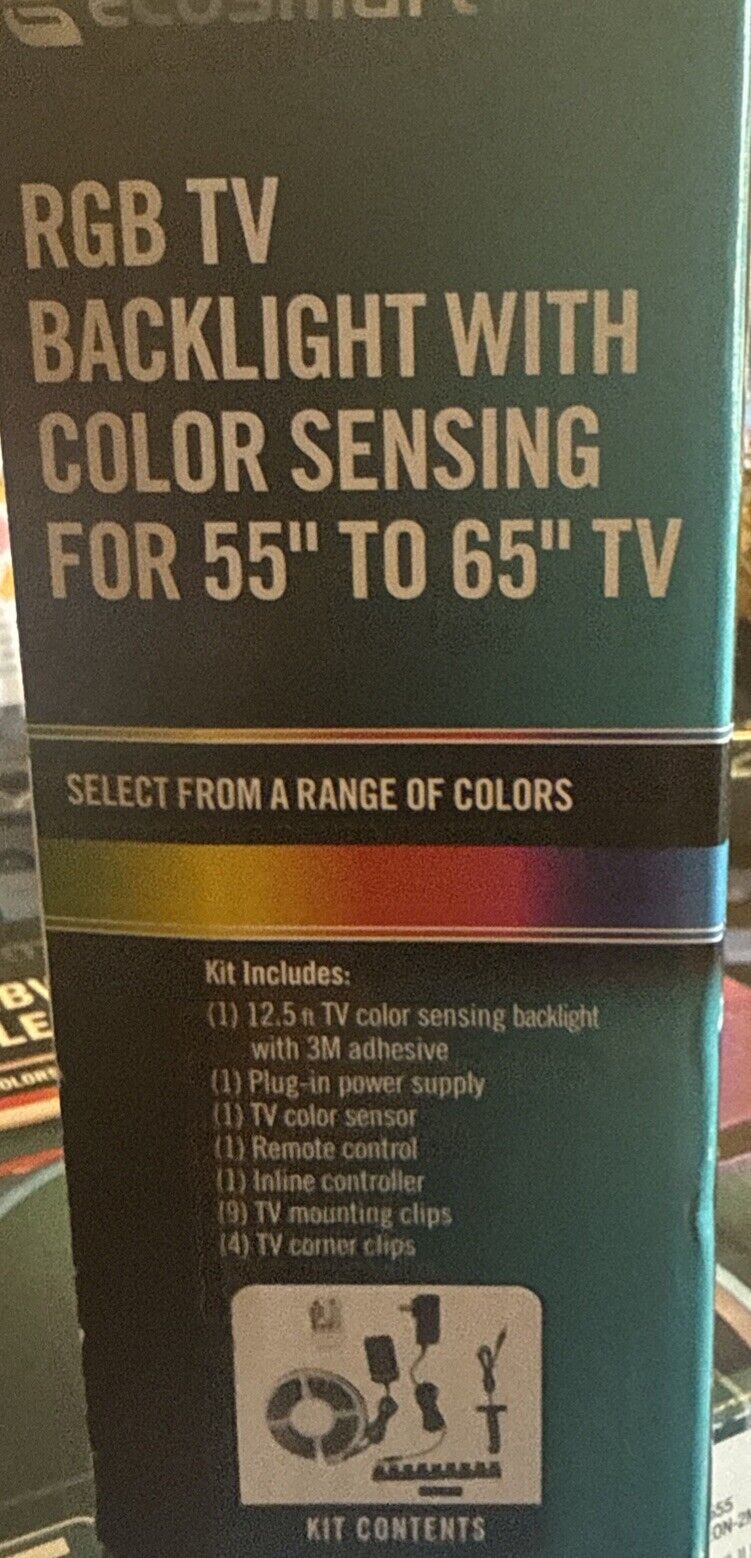 ecosmart
RGB TV
BACKLIGHT WITH
COLOR SENSING
FOR 55" TO 65" TV
SELECT FROM A RANGE OF COLORS
Kit Includes:
(1) 12.5 ft TV color sensing backlight
with 3M adhesive
(1) Plug-in power supply
(1) TV color sensor
(1) Remote control
(1) Inline controller
(9) TV mounting clips
(4) TV corner clips
KIT CONTENTS